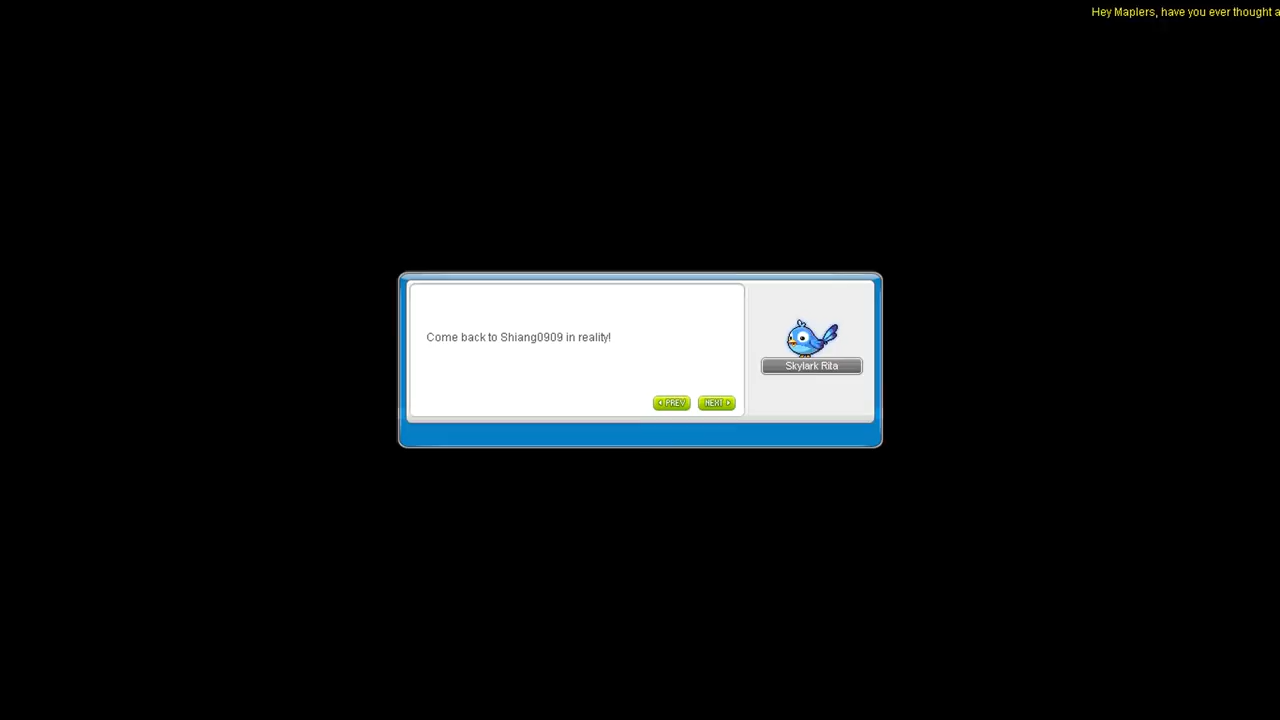 Hey Maplers, have you ever thought a
Come back to Shiang0909 in reality!
Skylark Rita
PREV
NEXT